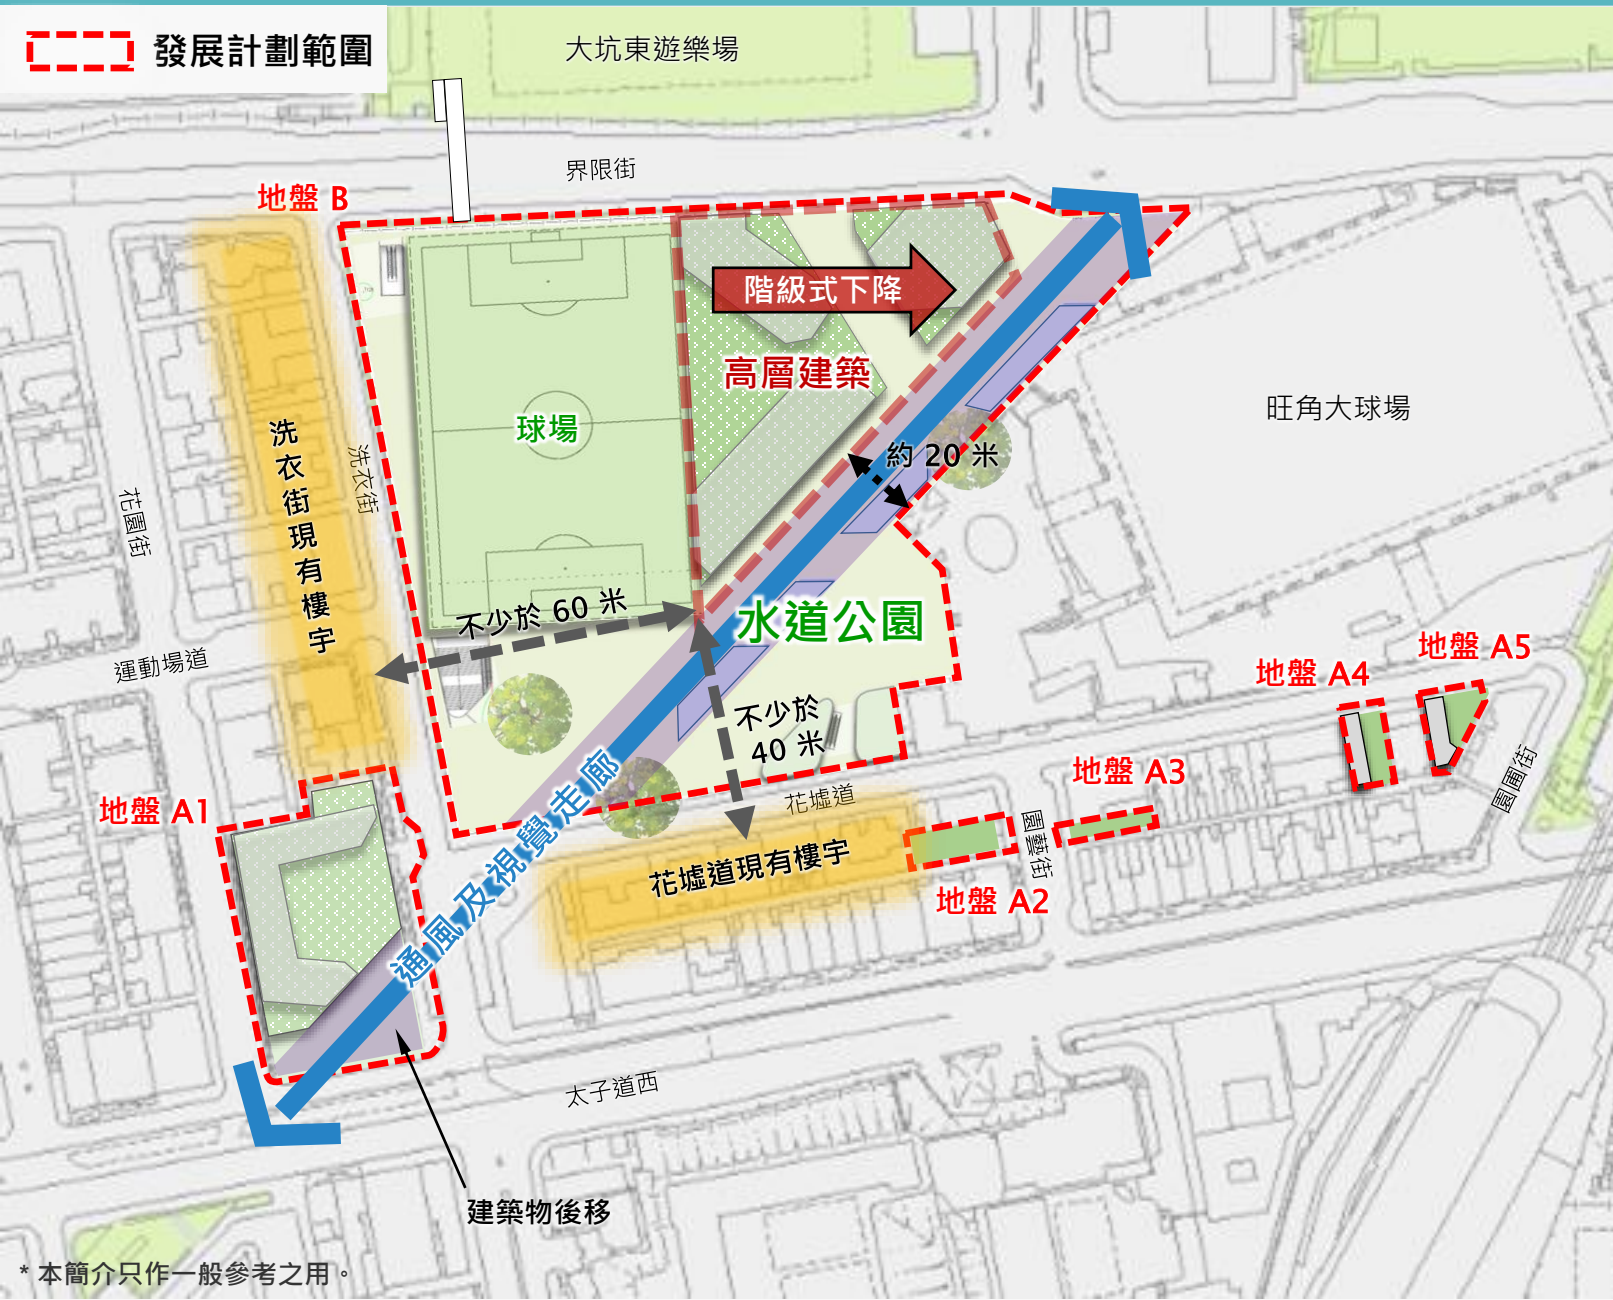 發展計劃範圍
大坑東遊樂場
界限街
地盤 B
階級式下降
高層建築
旺角大球場
球場
約 20 米
洗衣街現有樓宇
洗衣街
花園街
不少於 60 米
水道公園
運動場道
地盤 A5
地盤 A4
不少於
40 米
地盤 A3
園圃街
花墟道
地盤 A1
園藝街
花墟道現有樓宇
地盤 A2
通風及視覺走廊
太子道西
建築物後移
* 本簡介只作一般參考之用。